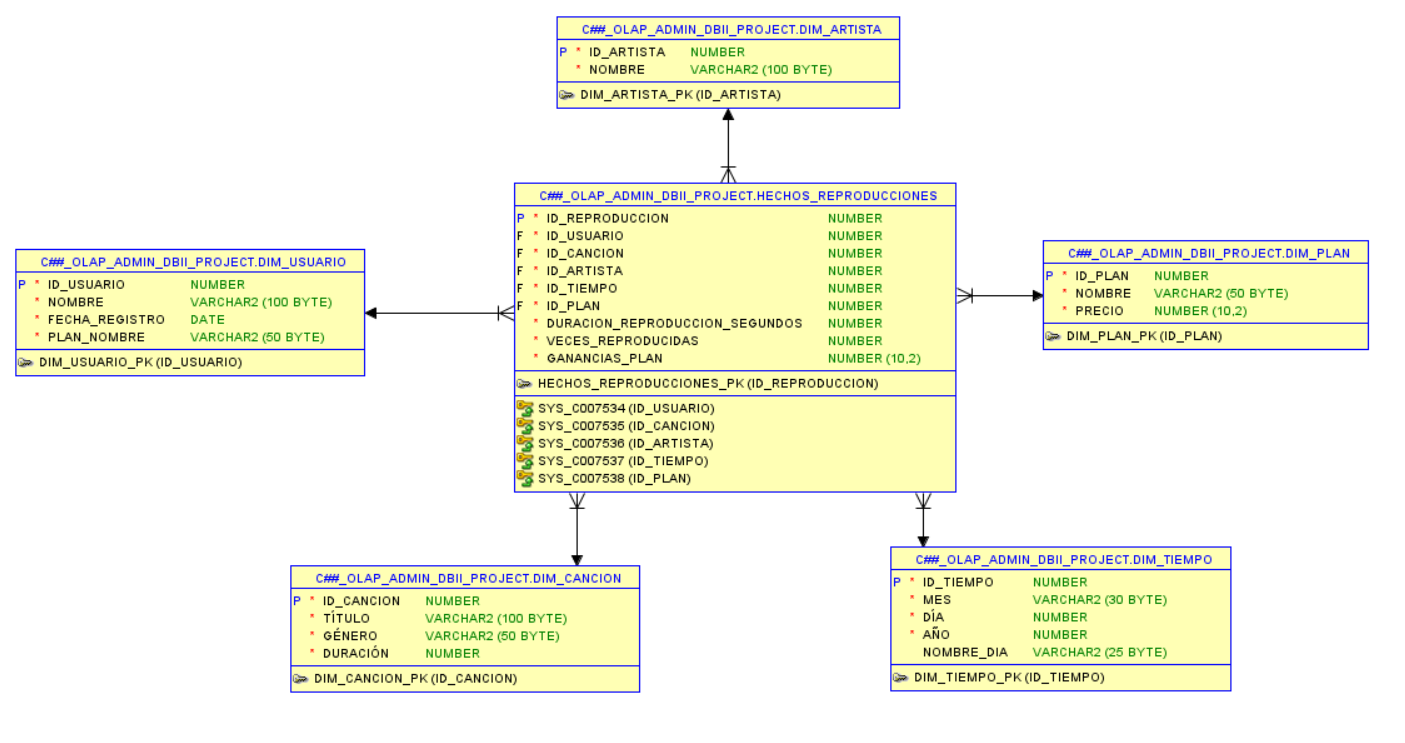 C##_OLAP_ADMIN_DBII_PROJECT.DIM_ARTISTA
P * ID_ARTISTA NUMBER
* NOMBRE VARCHAR2 (100 BYTE)
DIM_ARTISTA_PK (ID_ARTISTA)
C##_OLAP_ADMIN_DBII_PROJECT.HECHOS_REPRODUCCIONES
P * ID_REPRODUCCION NUMBER
F * ID_USUARIO NUMBER
F * ID_CANCION NUMBER
F * ID_ARTISTA NUMBER
F * ID_TIEMPO NUMBER
F * ID_PLAN NUMBER
* DURACION_REPRODUCCION_SEGUNDOS NUMBER
* VECES_REPRODUCIDAS NUMBER
* GANANCIAS_PLAN NUMBER (10,2)
HECHOS_REPRODUCCIONES_PK (ID_REPRODUCCION)
SYS_C007534 (ID_USUARIO)
SYS_C007535 (ID_CANCION)
SYS_C007536 (ID_ARTISTA)
SYS_C007537 (ID_TIEMPO)
SYS_C007538 (ID_PLAN)
C##_OLAP_ADMIN_DBII_PROJECT.DIM_USUARIO
P * ID_USUARIO NUMBER
* NOMBRE VARCHAR2 (100 BYTE)
* FECHA_REGISTRO DATE
* PLAN_NOMBRE VARCHAR2 (50 BYTE)
DIM_USUARIO_PK (ID_USUARIO)
C##_OLAP_ADMIN_DBII_PROJECT.DIM_PLAN
P * ID_PLAN NUMBER
* NOMBRE VARCHAR2 (50 BYTE)
* PRECIO NUMBER (10,2)
DIM_PLAN_PK (ID_PLAN)
C##_OLAP_ADMIN_DBII_PROJECT.DIM_CANCION
P * ID_CANCION NUMBER
* TÍTULO VARCHAR2 (100 BYTE)
* GÉNERO VARCHAR2 (50 BYTE)
* DURACIÓN NUMBER
DIM_CANCION_PK (ID_CANCION)
C##_OLAP_ADMIN_DBII_PROJECT.DIM_TIEMPO
P * ID_TIEMPO NUMBER
* MES VARCHAR2 (30 BYTE)
* DÍA NUMBER
* AÑO NUMBER
NOMBRE_DIA VARCHAR2 (25 BYTE)
DIM_TIEMPO_PK (ID_TIEMPO)